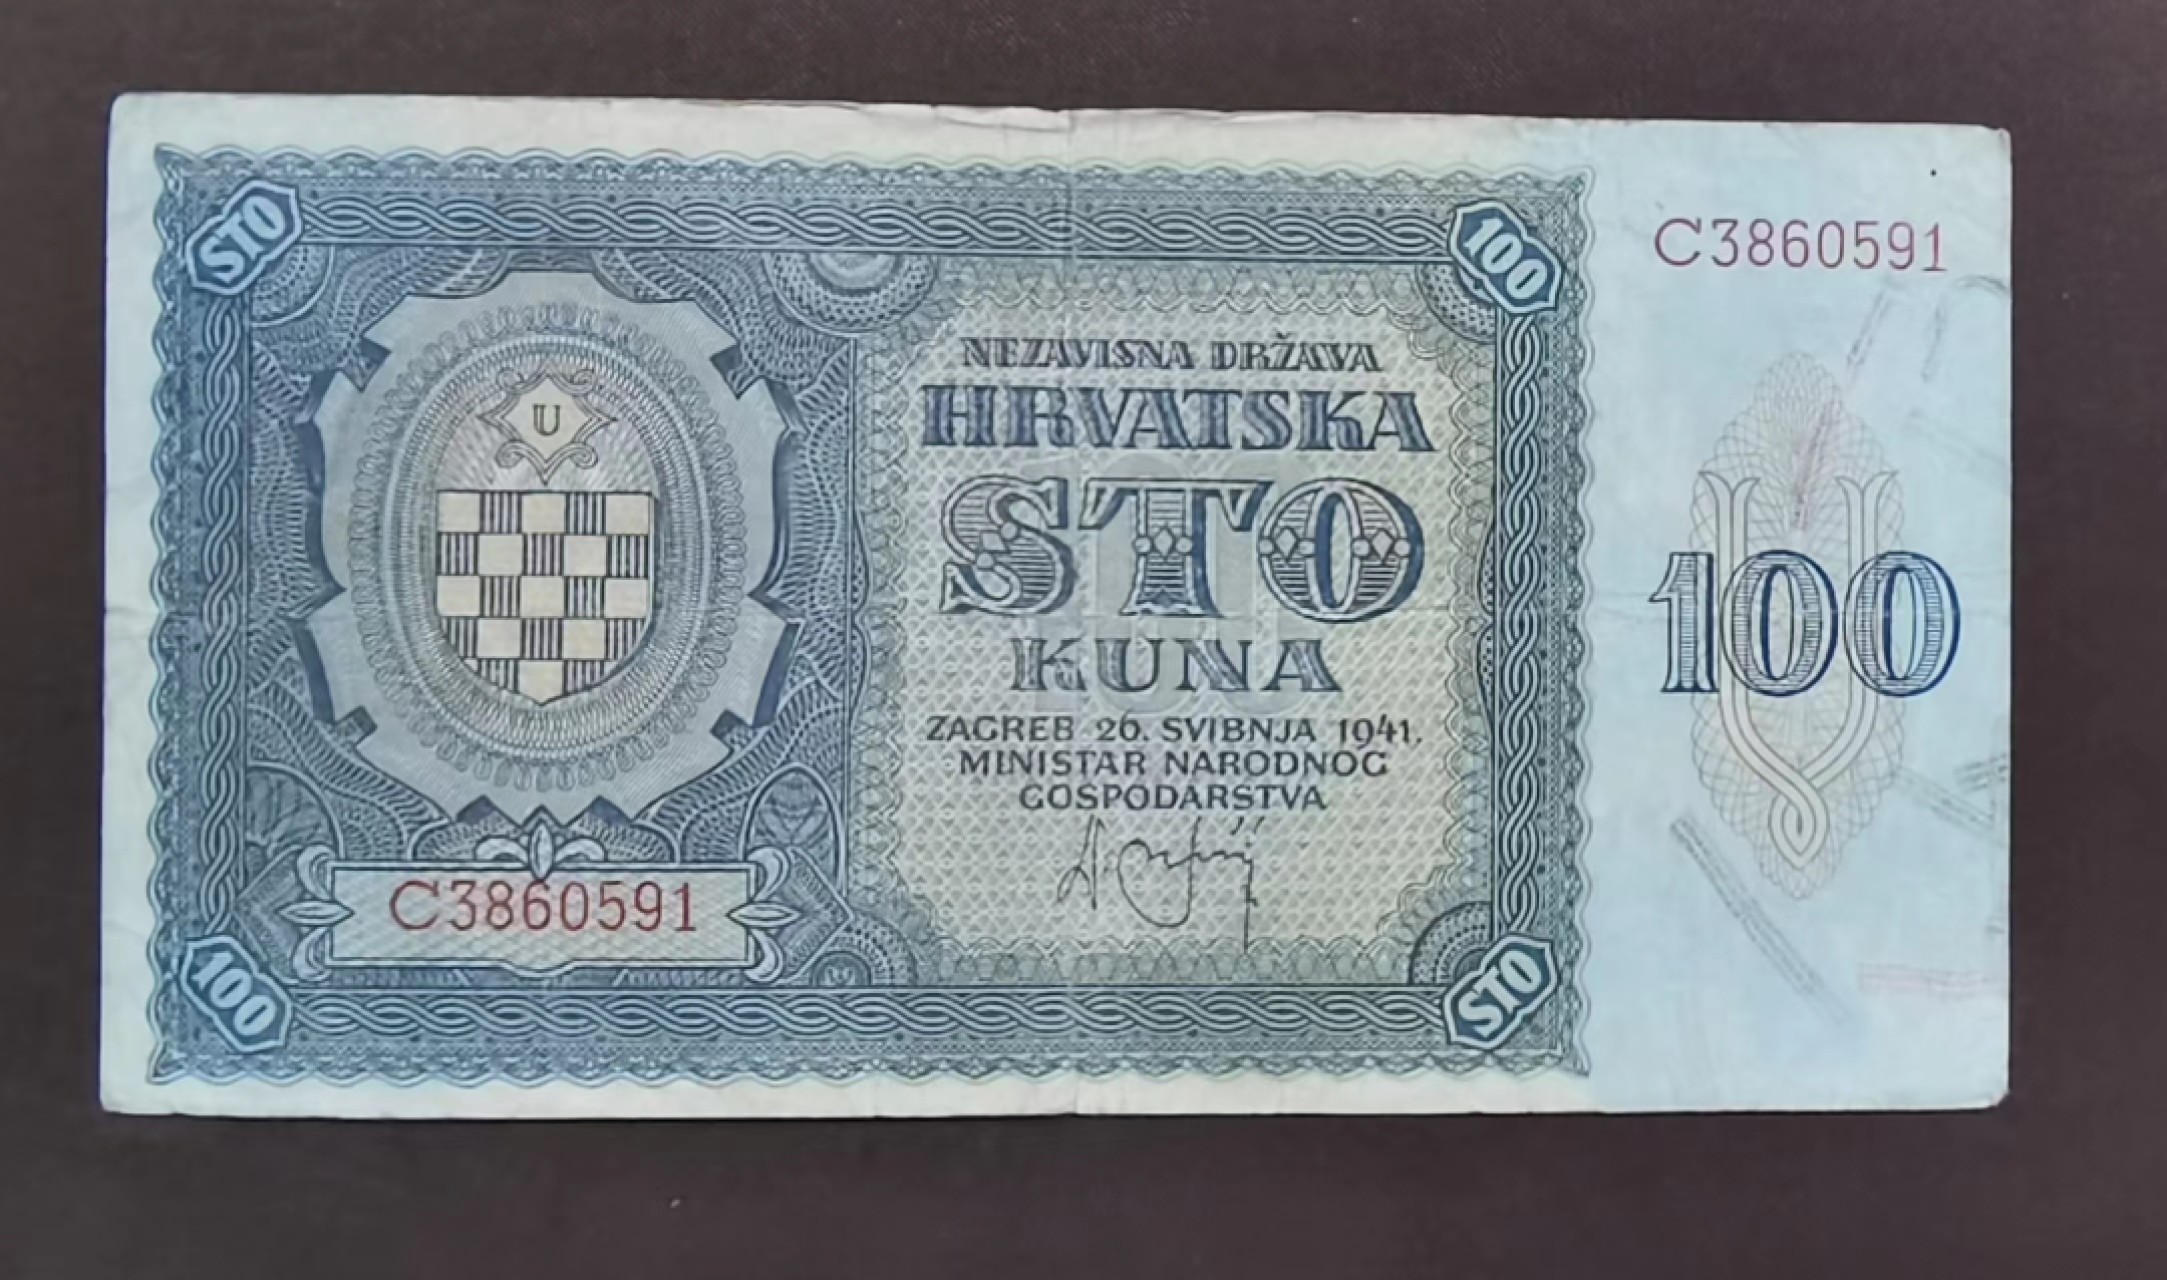 STO
100
C3860591
U
NEZAVISNA DRŽAVA
HRVATSKA
STO
KUNA
ZAGREB 26. SVIBNJA 1941.
MINISTAR NARODNOG
GOSPODARSTVA
100
C3860591
100
STO